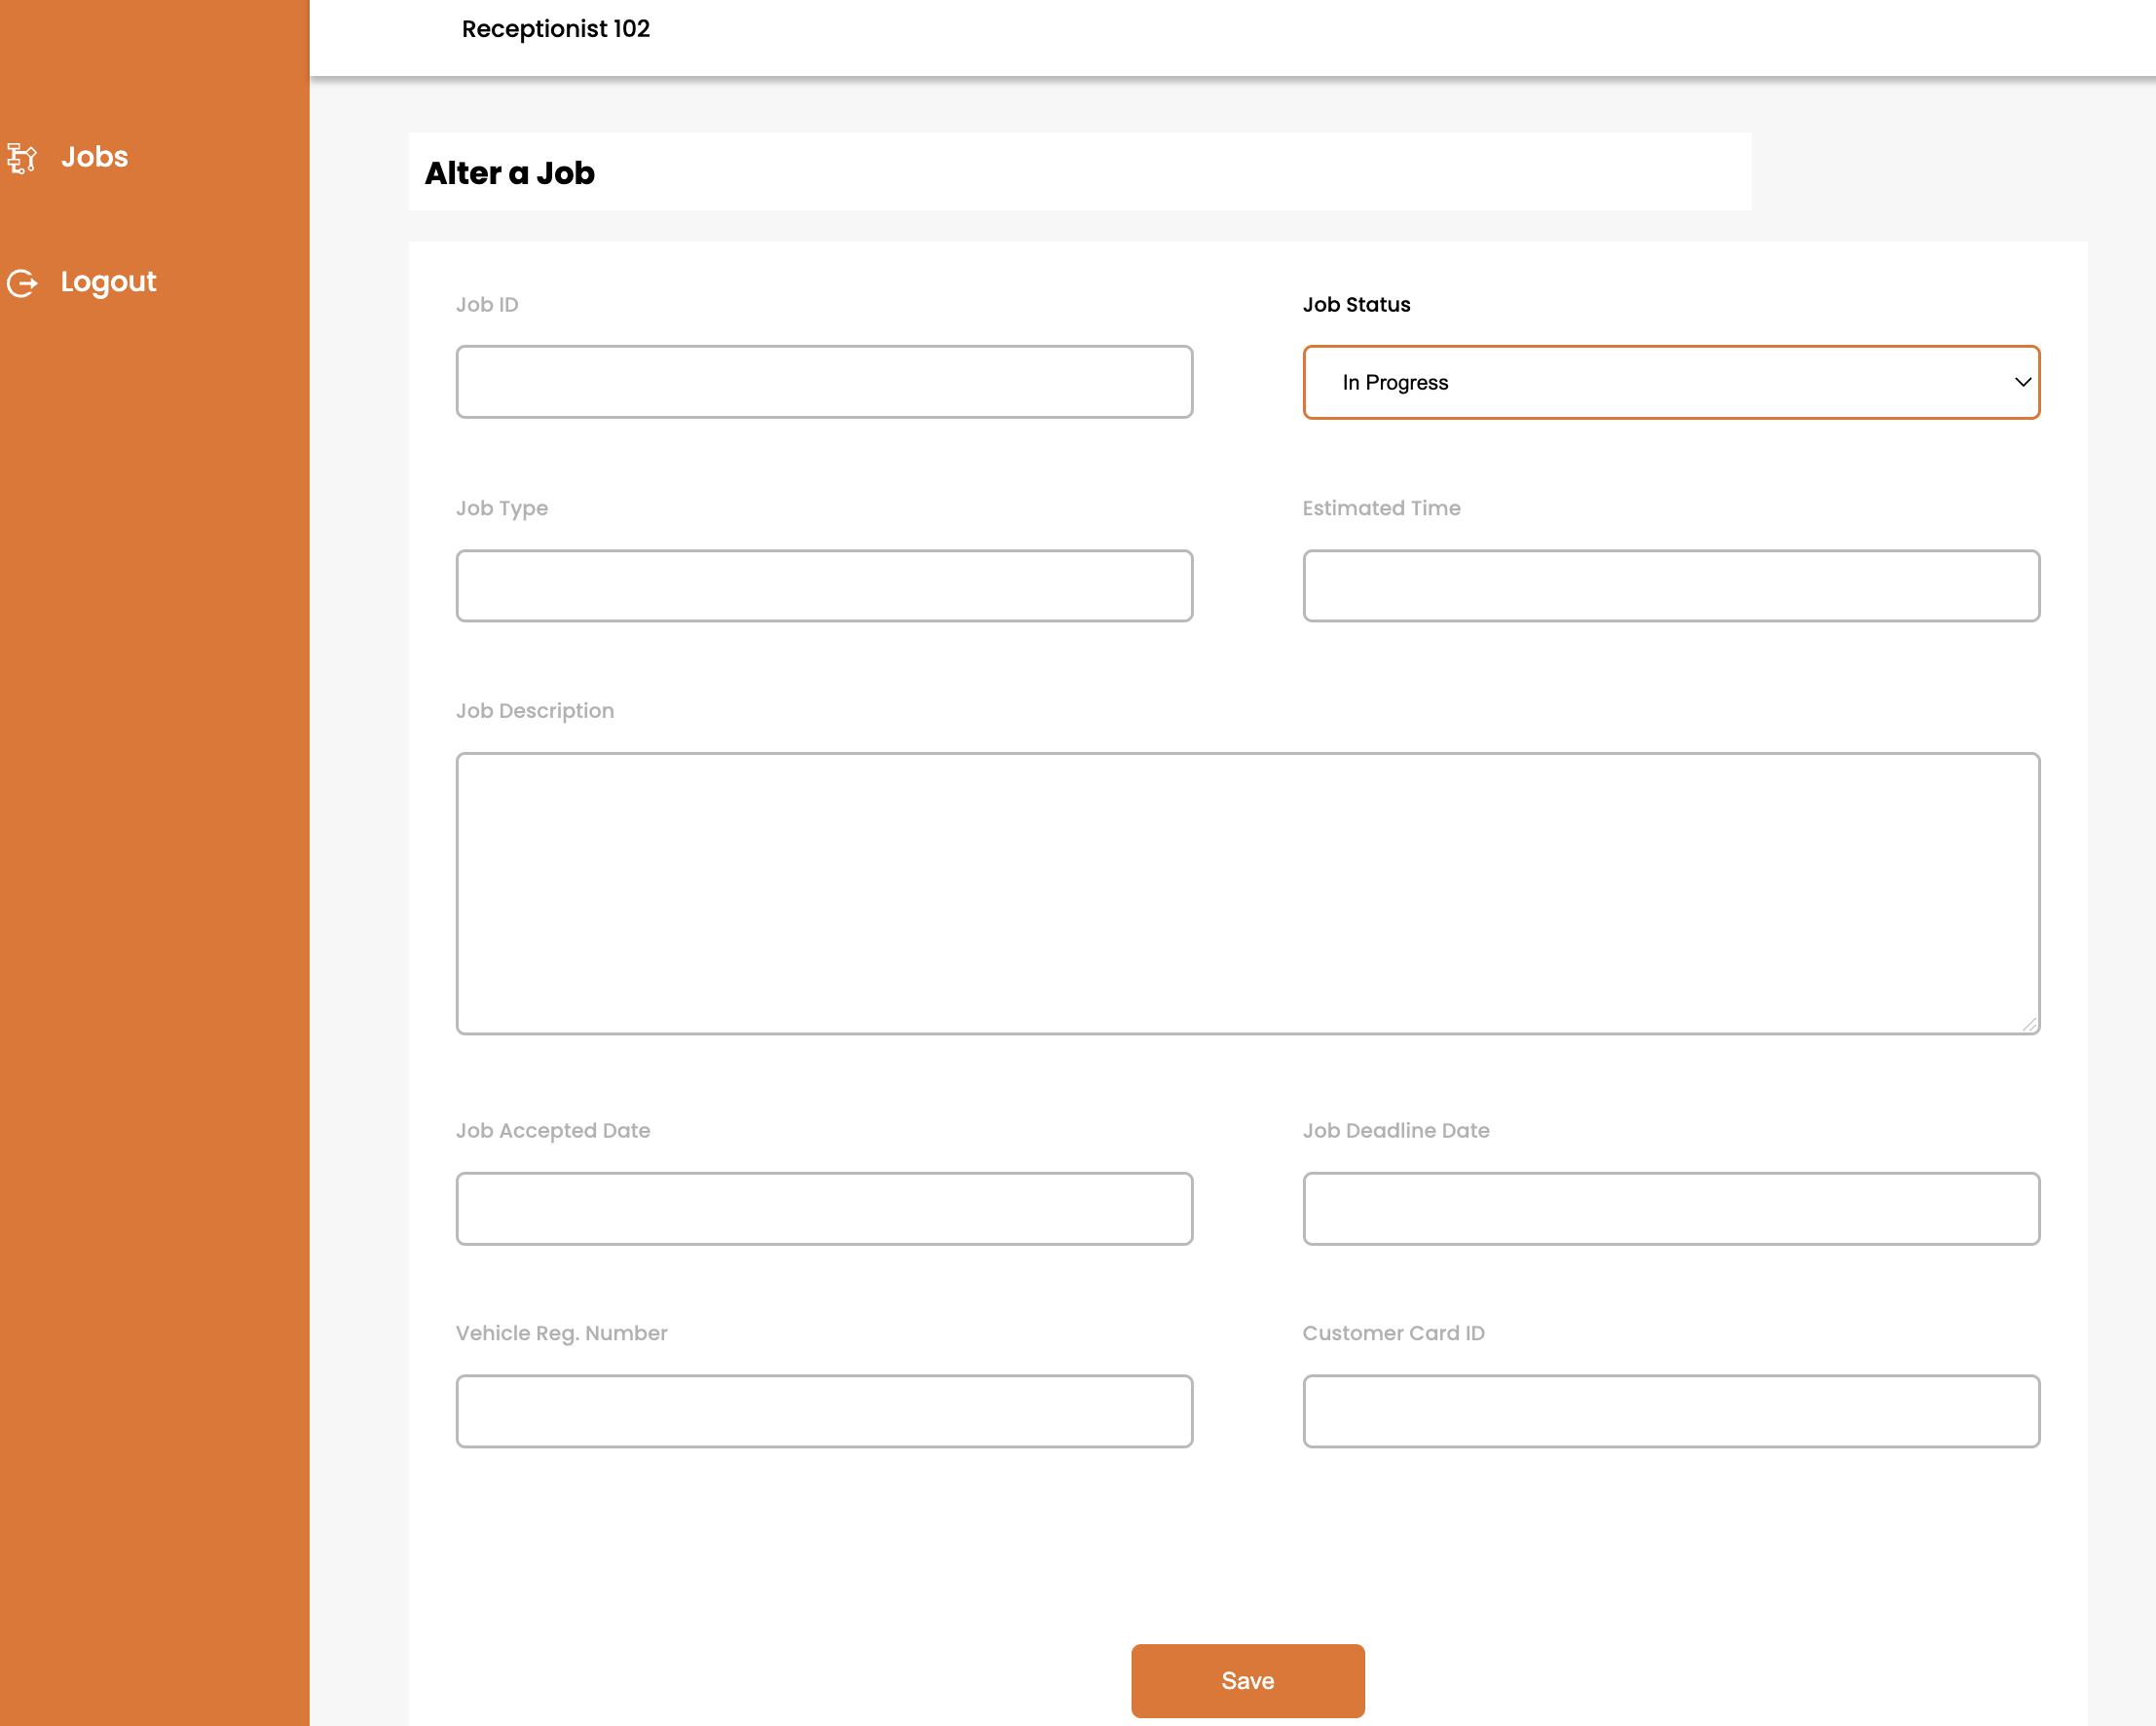 Receptionist 102
Jobs
Logout
Alter a Job
Job ID
Job Status
In Progress
Job Type
Estimated Time
Job Description
Job Accepted Date
Job Deadline Date
Vehicle Reg. Number
Customer Card ID
Save